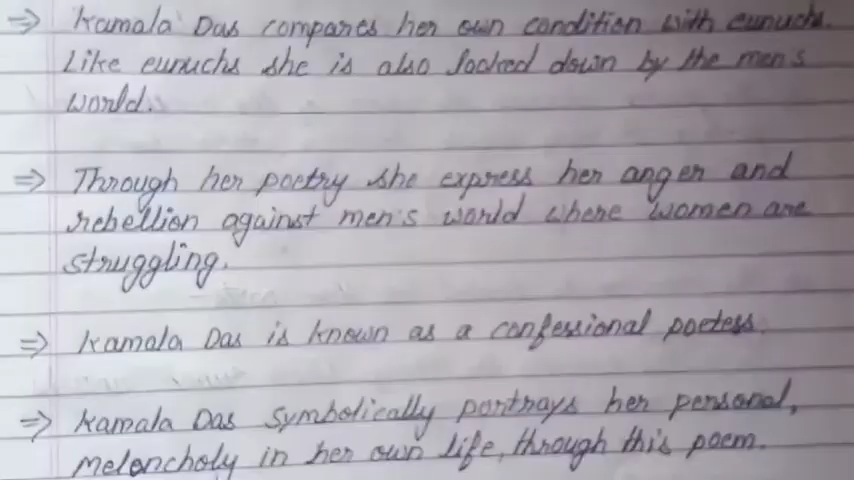 ⇒ Kamala Das compares her own condition with eunuchs.
Like eunuchs she is also locked down by the men's
world.
⇒ Through her poetry she express her anger and
rebellion against men's world where women are
struggling.
⇒ Kamala Das is known as a confessional poetess.
⇒ Kamala Das symbolically portrays her personal,
melancholy in her own life, through this poem.